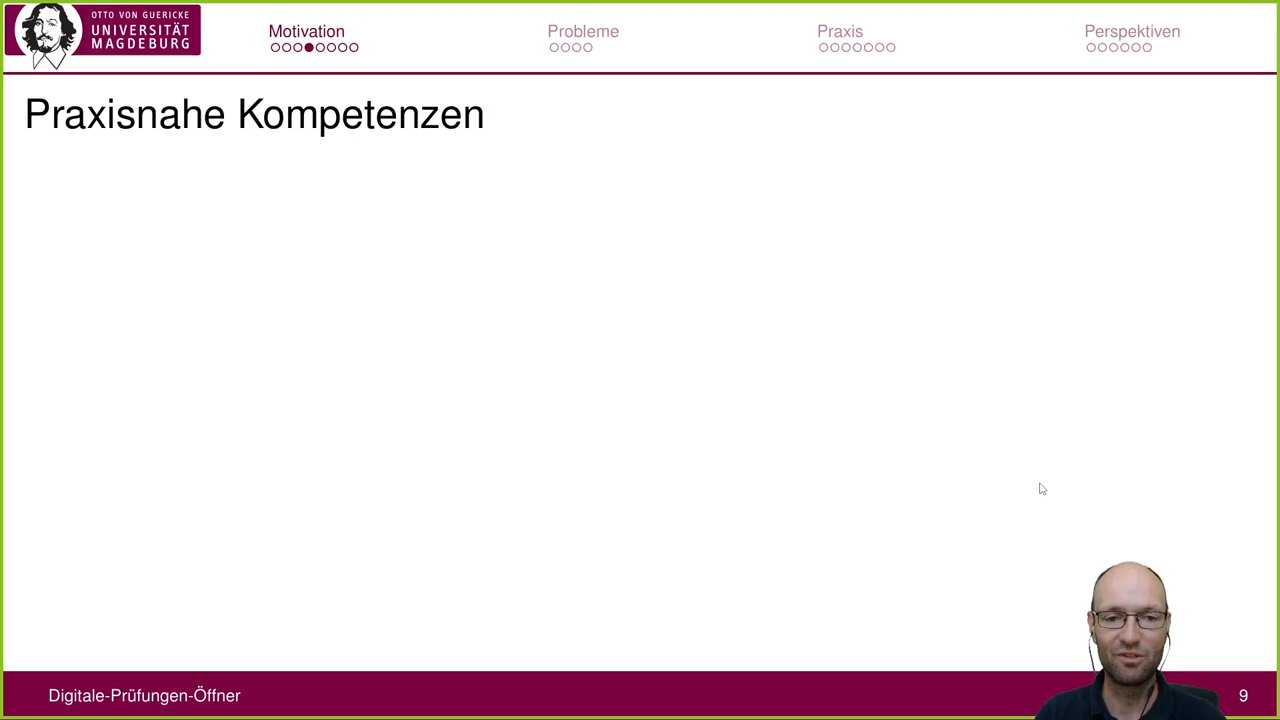 OTTO VON GUERICKE
UNIVERSITÄT
MAGDEBURG
Motivation
Probleme
Praxis
Perspektiven
Praxisnahe Kompetenzen
Digitale-Prüfungen-Öffner
9